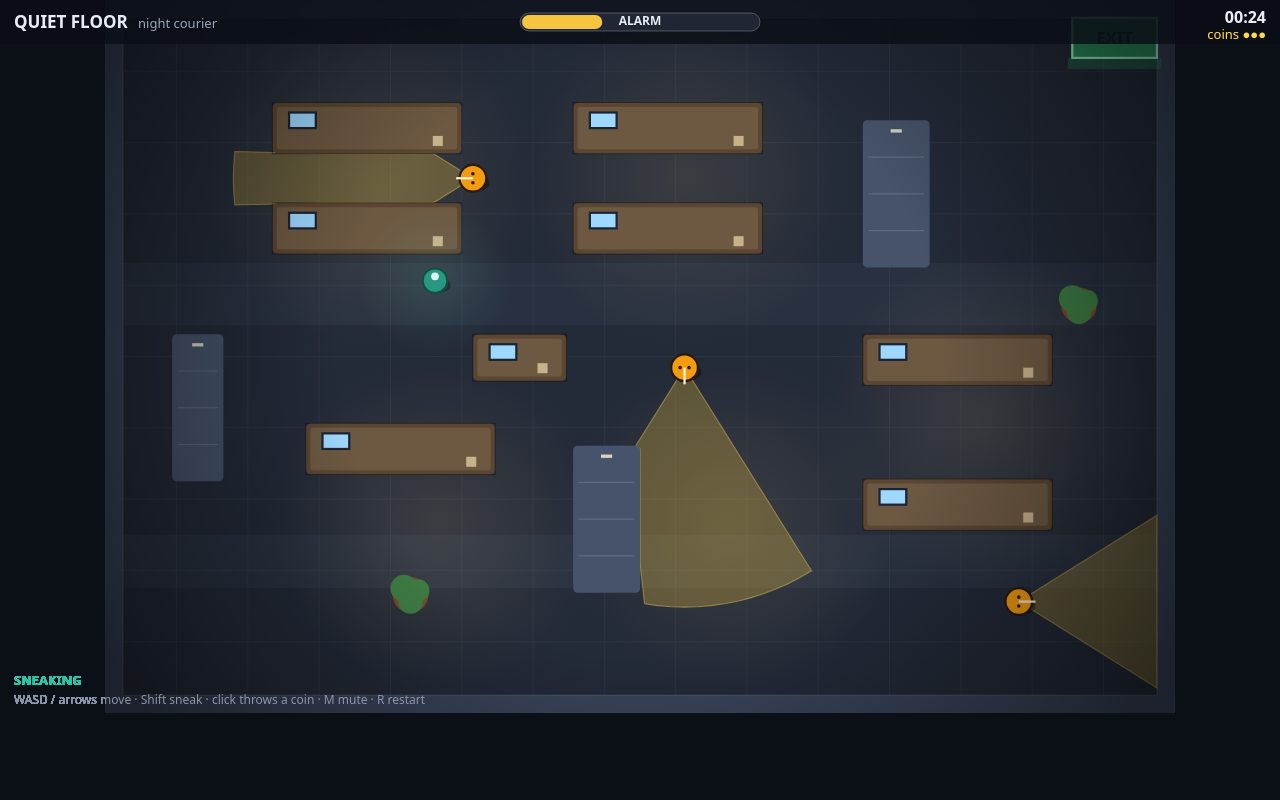 QUIET FLOOR night courier
ALARM
00:24
coins
EXIT
SNEAKING
WASD / arrows move · Shift sneak · click throws a coin · M mute · R restart